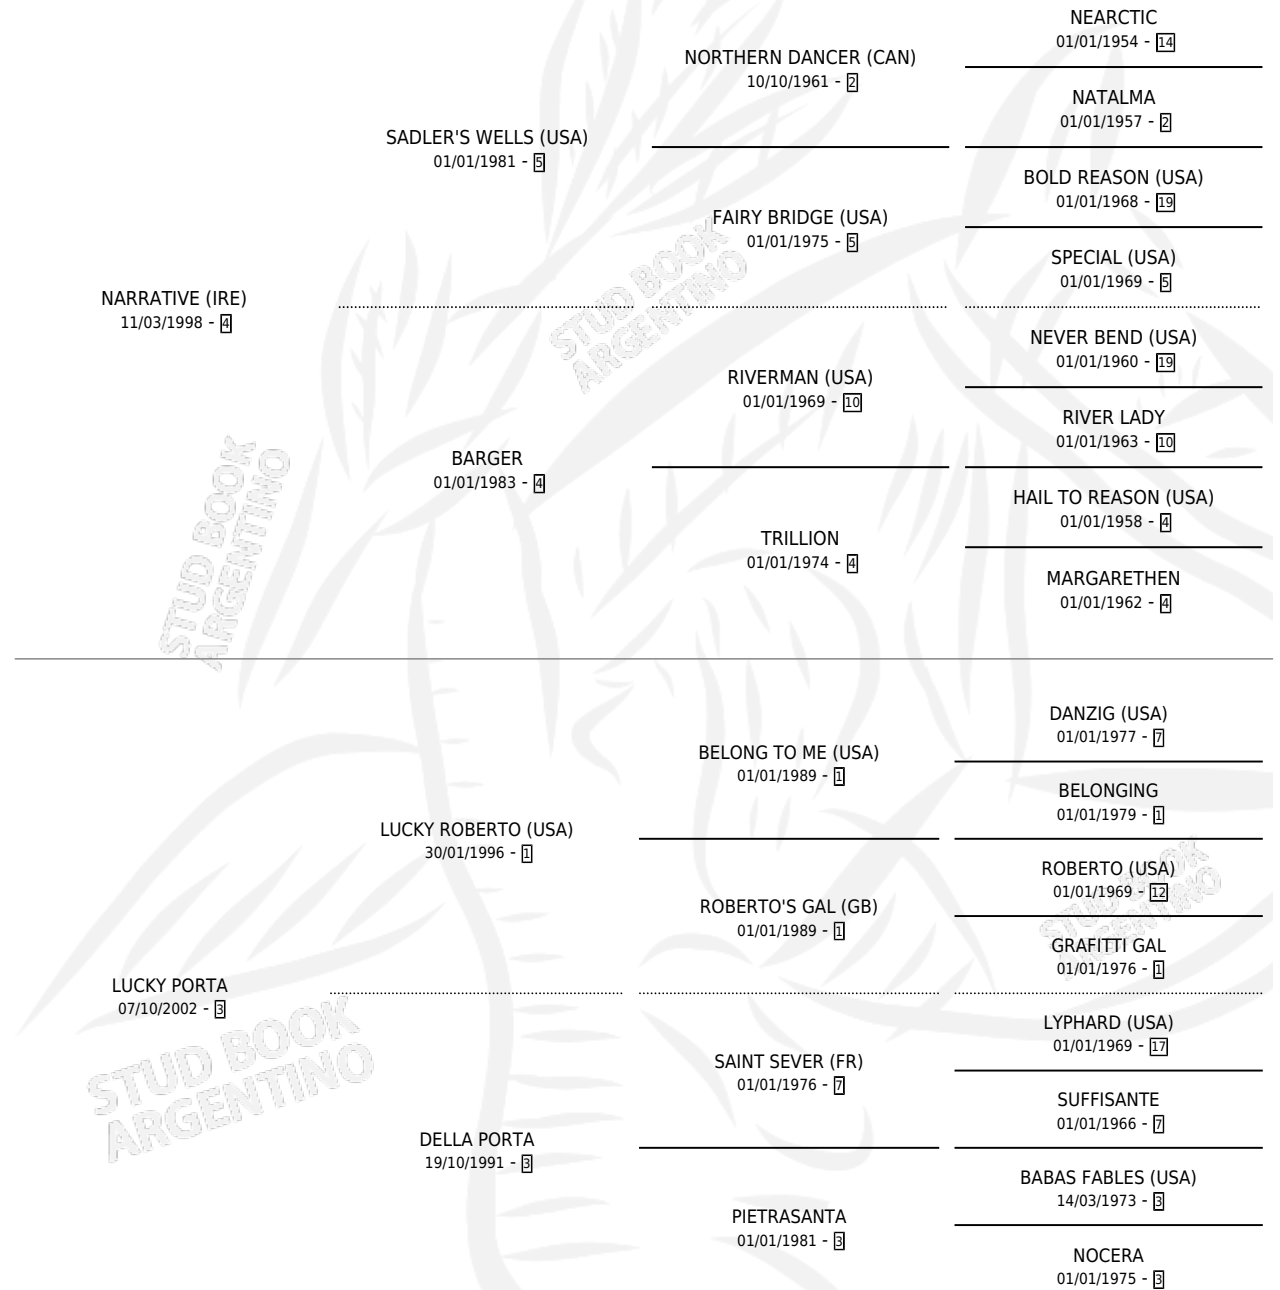 NEARCTIC
01/01/1954 - 14
NORTHERN DANCER (CAN)
10/10/1961 - 2
NATALMA
01/01/1957 - 2
SADLER'S WELLS (USA)
01/01/1981 - 5
BOLD REASON (USA)
01/01/1968 - 19
FAIRY BRIDGE (USA)
01/01/1975 - 5
SPECIAL (USA)
01/01/1969 - 5
NARRATIVE (IRE)
11/03/1998 - 4
NEVER BEND (USA)
01/01/1960 - 19
RIVERMAN (USA)
01/01/1969 - 10
RIVER LADY
01/01/1963 - 10
BARGER
01/01/1983 - 4
HAIL TO REASON (USA)
01/01/1958 - 4
TRILLION
01/01/1974 - 4
MARGARETHEN
01/01/1962 - 4
STUD BOOK
ARGENTINO
STUD BOOK
ARGENTINO
DANZIG (USA)
01/01/1977 - 7
BELONG TO ME (USA)
01/01/1989 - 1
BELONGING
01/01/1979 - 1
LUCKY ROBERTO (USA)
30/01/1996 - 1
ROBERTO (USA)
01/01/1969 - 12
ROBERTO'S GAL (GB)
01/01/1989 - 1
GRAFITTI GAL
01/01/1976 - 1
LUCKY PORTA
07/10/2002 - 3
LYPHARD (USA)
01/01/1969 - 17
SAINT SEVER (FR)
01/01/1976 - 7
SUFFISANTE
01/01/1966 - 7
DELLA PORTA
19/10/1991 - 3
BABAS FABLES (USA)
14/03/1973 - 3
PIETRASANTA
01/01/1981 - 3
NOCERA
01/01/1975 - 3
STUD BOOK
ARGENTINO
STUD BOOK
ARGENTINO